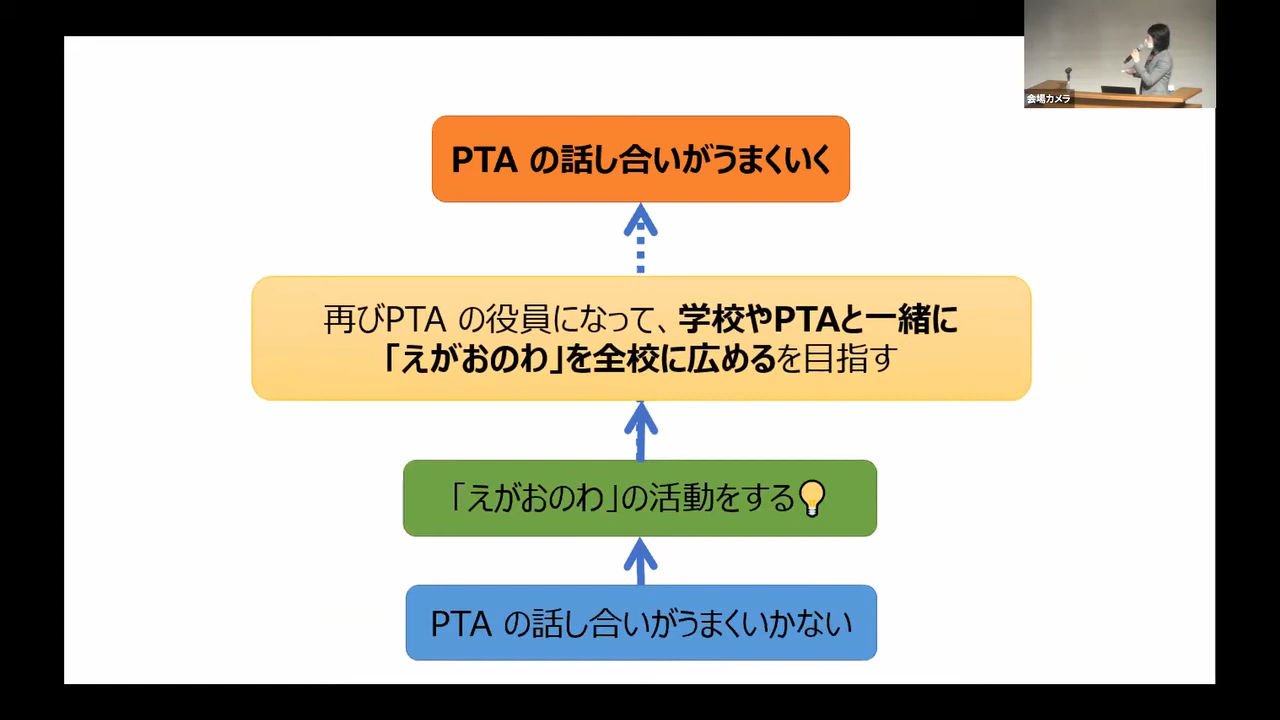 会場カメラ
PTA の話し合いがうまくいく
再びPTA の役員になって、学校やPTAと一緒に
「えがおのわ」を全校に広めるを目指す
「えがおのわ」の活動をする
PTA の話し合いがうまくいかない